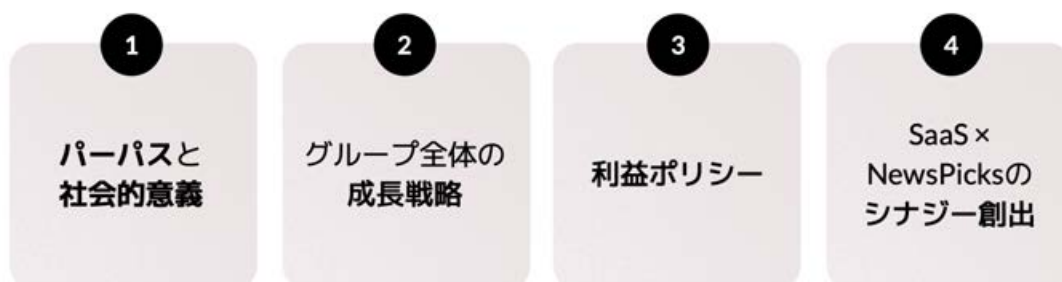 1
パーパスと
社会的意義
2
グループ全体の
成長戦略
3
利益ポリシー
4
SaaS×
NewsPicksの
シナジー創出